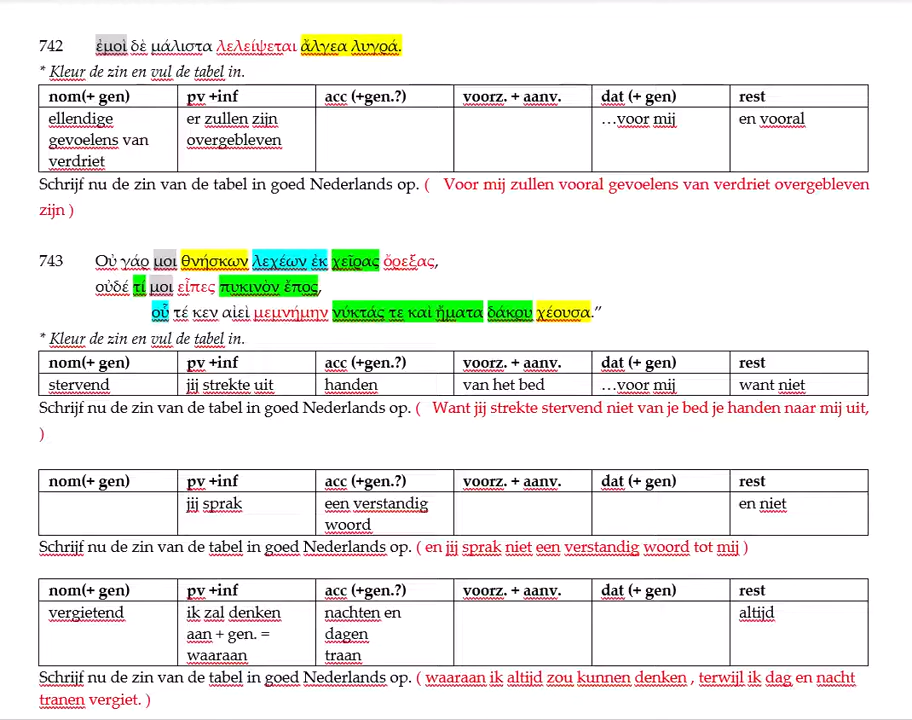 742 ἐμοὶ δὲ μάλιστα λελείψεται ἄλγεα λυγρά.
* Kleur de zin en vul de tabel in.
nom(+ gen) pv +inf acc (+gen.?) voorz. + aanv. dat (+ gen) rest
ellendige er zullen zijn …voor mij en vooral
gevoelens van overgebleven
verdriet
Schrijf nu de zin van de tabel in goed Nederlands op. ( Voor mij zullen vooral gevoelens van verdriet overgebleven
zijn )
743 Οὐ γάρ μοι θνήσκων λεχέων ἐκ χεῖρας ὄρεξας,
οὐδέ τί μοι εἶπες πυκινὸν ἔπος,
οὗ τέ κεν αἰεὶ μεμνήμην νύκτάς τε καὶ ἤματα δάκρυ χέουσα.”
* Kleur de zin en vul de tabel in.
nom(+ gen) pv +inf acc (+gen.?) voorz. + aanv. dat (+ gen) rest
stervend jij strekte uit handen van het bed …voor mij want niet
Schrijf nu de zin van de tabel in goed Nederlands op. ( Want jij strekte stervend niet van je bed je handen naar mij uit,
)
nom(+ gen) pv +inf acc (+gen.?) voorz. + aanv. dat (+ gen) rest
jij sprak een verstandig en niet
woord
Schrijf nu de zin van de tabel in goed Nederlands op. ( en jij sprak niet een verstandig woord tot mij )
nom(+ gen) pv +inf acc (+gen.?) voorz. + aanv. dat (+ gen) rest
vergietend ik zal denken nachten en altijd
aan + gen. = dagen
waaraan traan
Schrijf nu de zin van de tabel in goed Nederlands op. ( waaraan ik altijd zou kunnen denken , terwijl ik dag en nacht
tranen vergiet. )